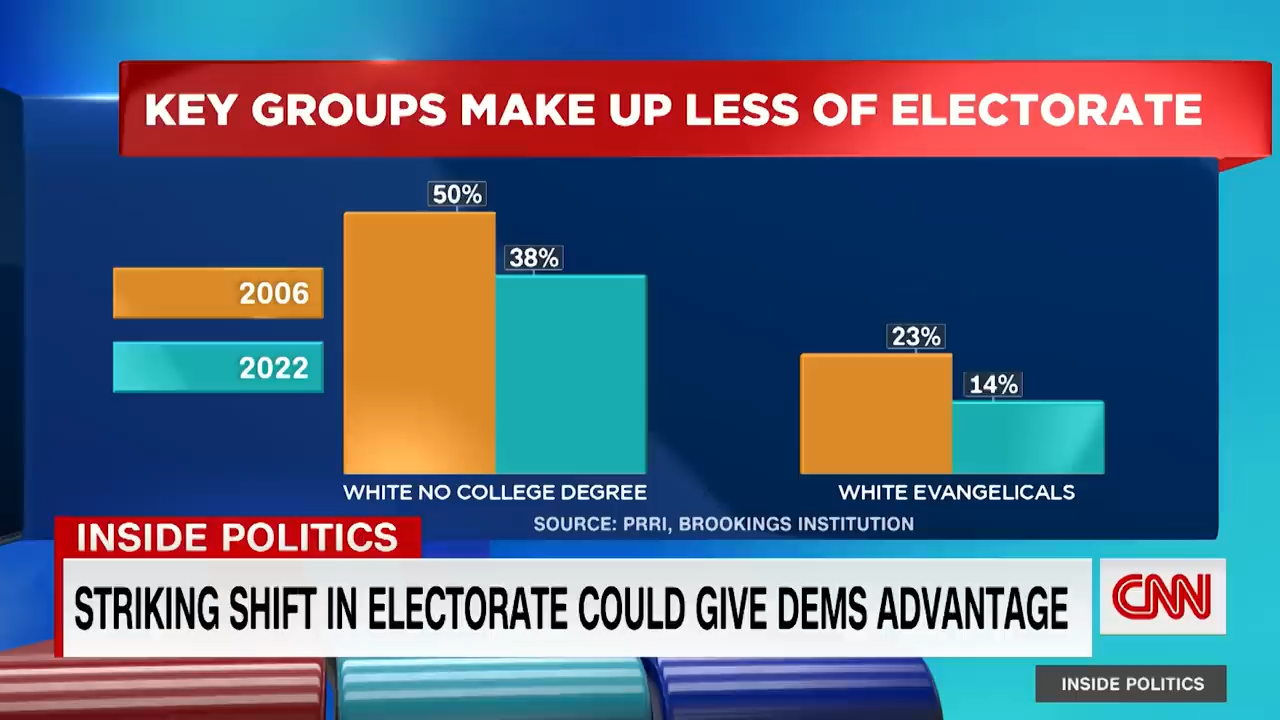 KEY GROUPS MAKE UP LESS OF ELECTORATE
50%
38%
2006
23%
2022
14%
WHITE NO COLLEGE DEGREE
WHITE EVANGELICALS
SOURCE: PRRI, BROOKINGS INSTITUTION
INSIDE POLITICS
STRIKING SHIFT IN ELECTORATE COULD GIVE DEMS ADVANTAGE
CNN
INSIDE POLITICS